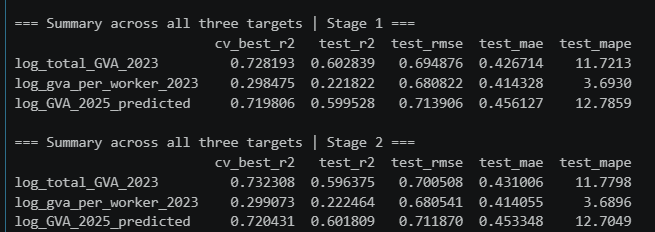 === Summary across all three targets | Stage 1 ===
cv_best_r2 test_r2 test_rmse test_mae test_mape
log_total_GVA_2023 0.728193 0.602839 0.694876 0.426714 11.7213
log_gva_per_worker_2023 0.298475 0.221822 0.680822 0.414328 3.6930
log_GVA_2025_predicted 0.719806 0.599528 0.713906 0.456127 12.7859
=== Summary across all three targets | Stage 2 ===
cv_best_r2 test_r2 test_rmse test_mae test_mape
log_total_GVA_2023 0.732308 0.596375 0.700508 0.431006 11.7798
log_gva_per_worker_2023 0.299073 0.222464 0.680541 0.414055 3.6896
log_GVA_2025_predicted 0.720431 0.601809 0.711870 0.453348 12.7049